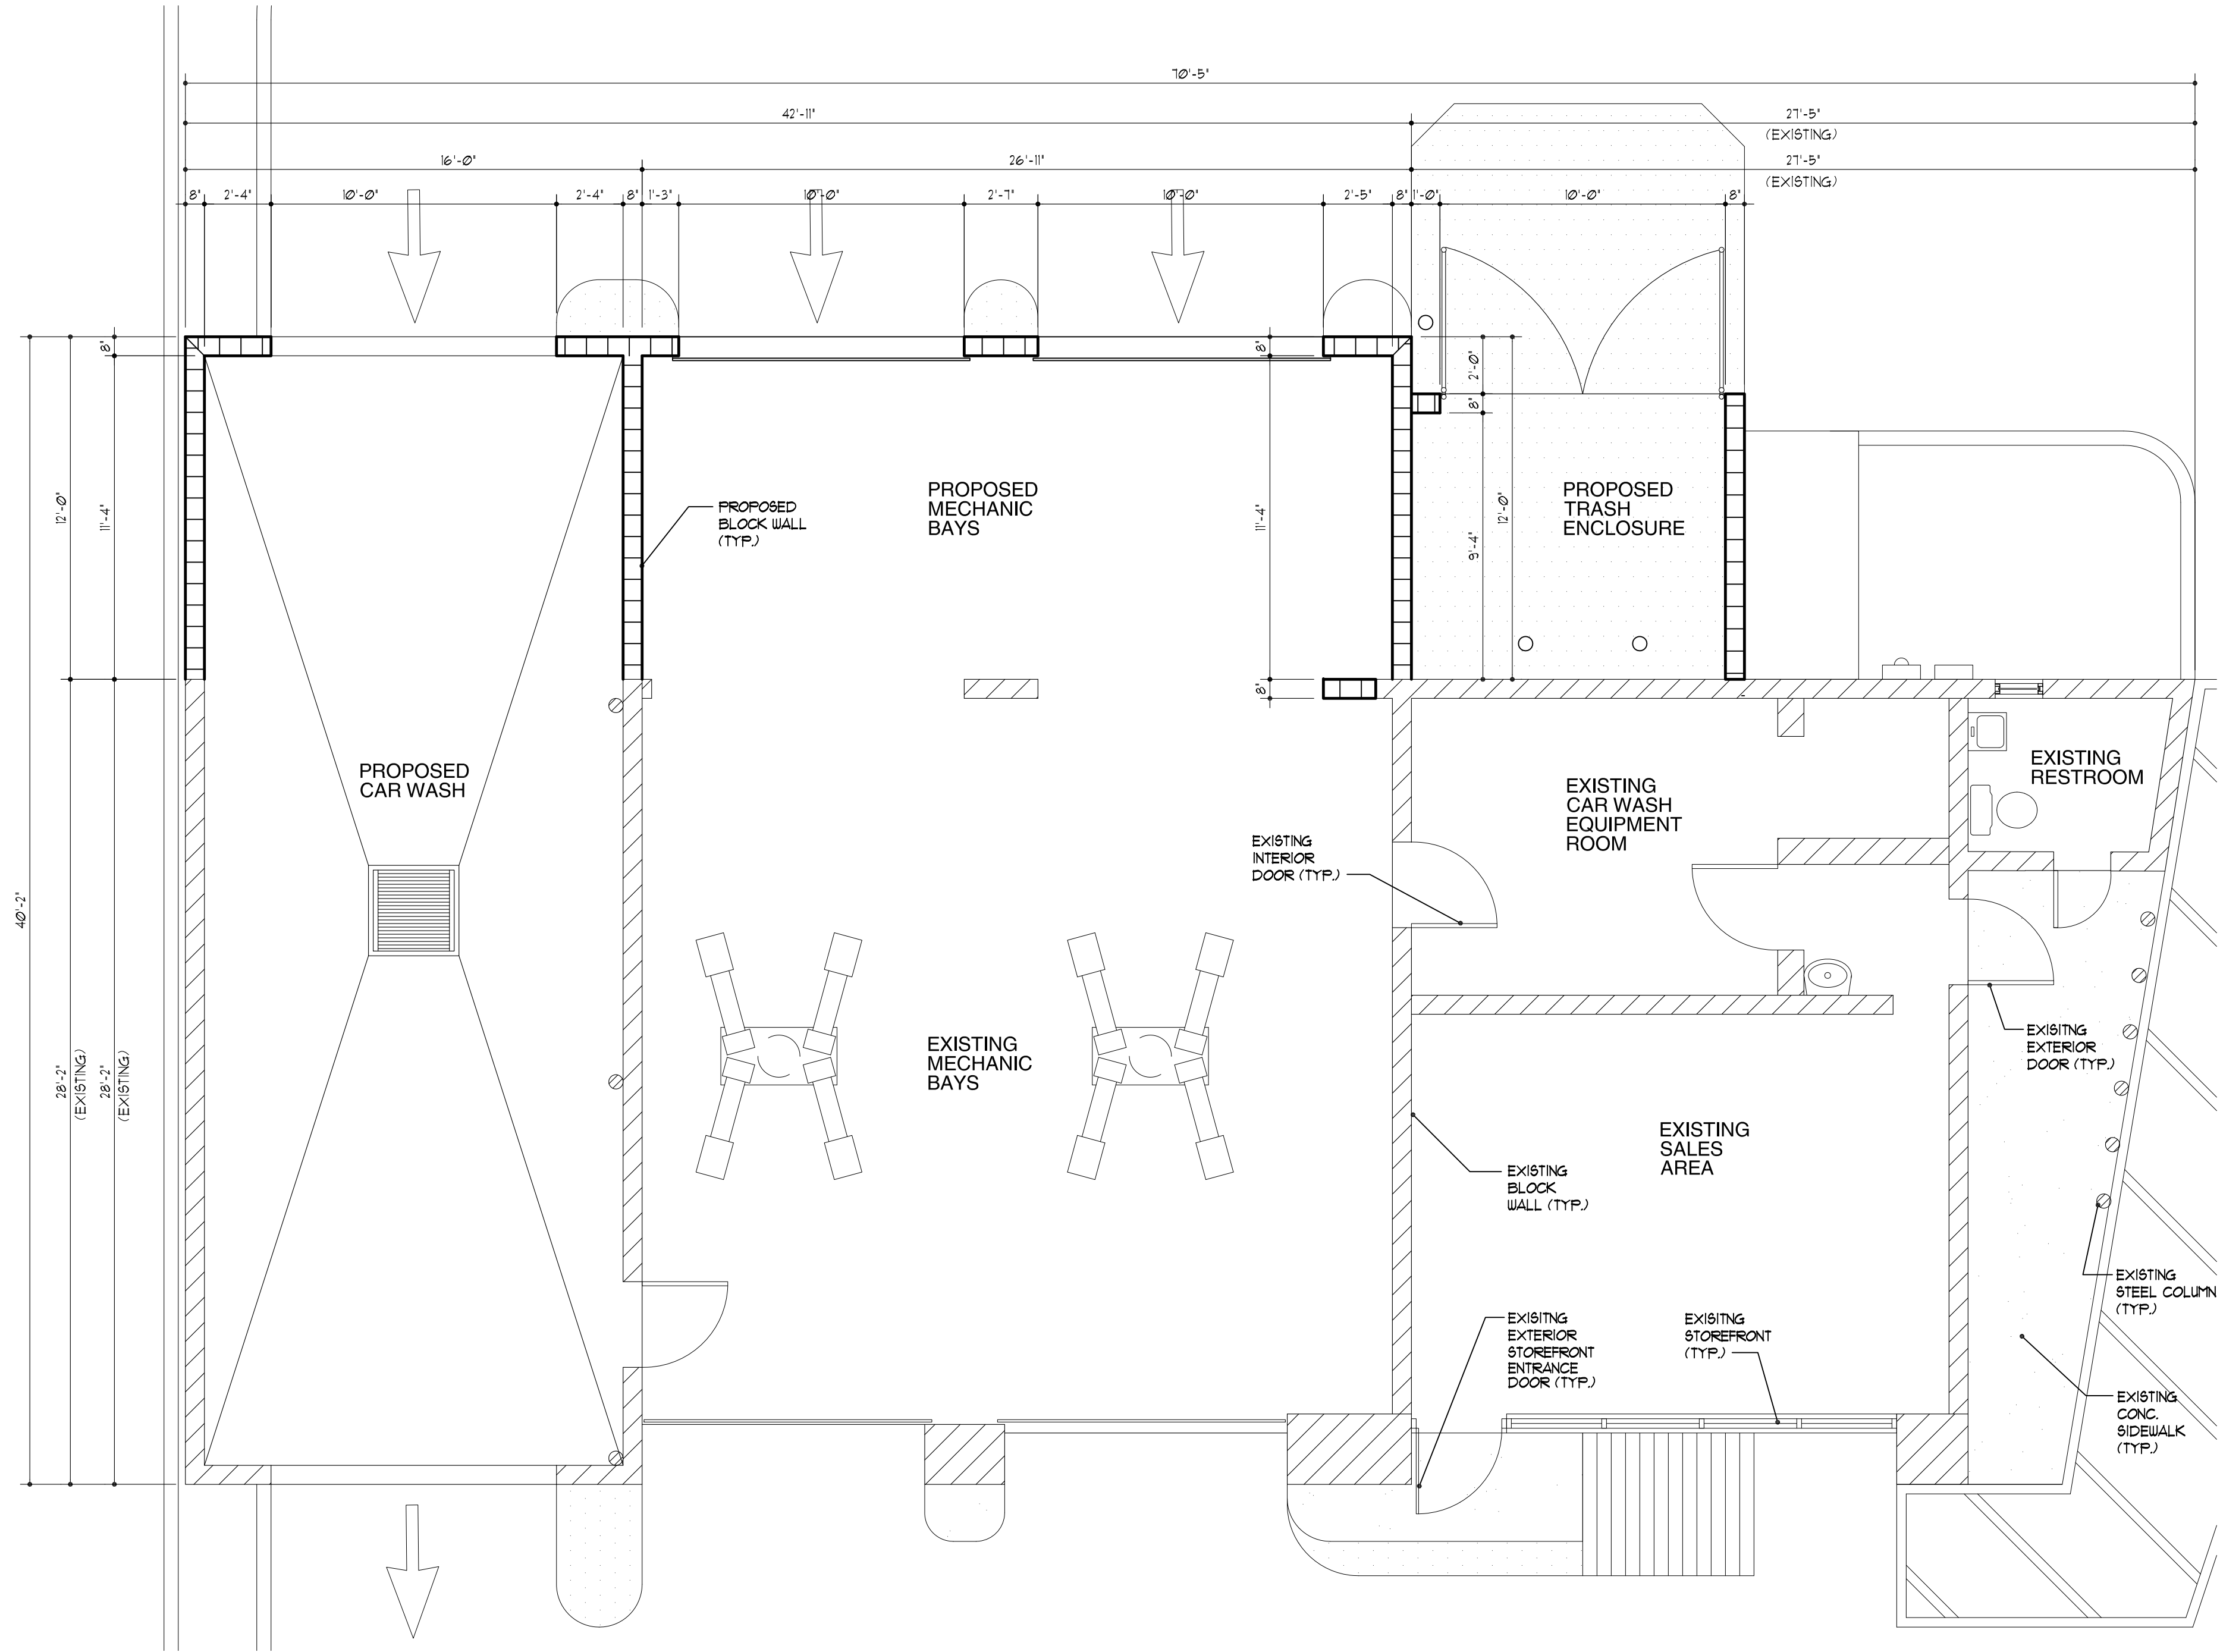 70'-5"
42'-11"
27'-5"
(EXISTING)
16'-0"
26'-11"
27'-5"
(EXISTING)
8"
2'-4"
10'-0"
2'-4"
8"
1'-3"
10'-0"
2'-7"
10'-0"
2'-5"
8"
1'-0"
10'-0"
8"
8"
8"
2'-0"
8"
12'-0"
11'-4"
11'-4"
9'-4"
12'-0"
8"
PROPOSED
BLOCK WALL
(TYP.)
PROPOSED
MECHANIC
BAYS
PROPOSED
TRASH
ENCLOSURE
PROPOSED
CAR WASH
EXISTING
CAR WASH
EQUIPMENT
ROOM
EXISTING
RESTROOM
EXISTING
INTERIOR
DOOR (TYP.)
40'-2"
28'-2"
(EXISTING)
28'-2"
(EXISTING)
EXISTING
MECHANIC
BAYS
EXISITNG
EXTERIOR
DOOR (TYP.)
EXISTING
SALES
AREA
EXISTING
BLOCK
WALL (TYP.)
EXISTING
STEEL COLUMN
(TYP.)
EXISITNG
EXTERIOR
STOREFRONT
ENTRANCE
DOOR (TYP.)
EXISITNG
STOREFRONT
(TYP.)
EXISTING
CONC.
SIDEWALK
(TYP.)